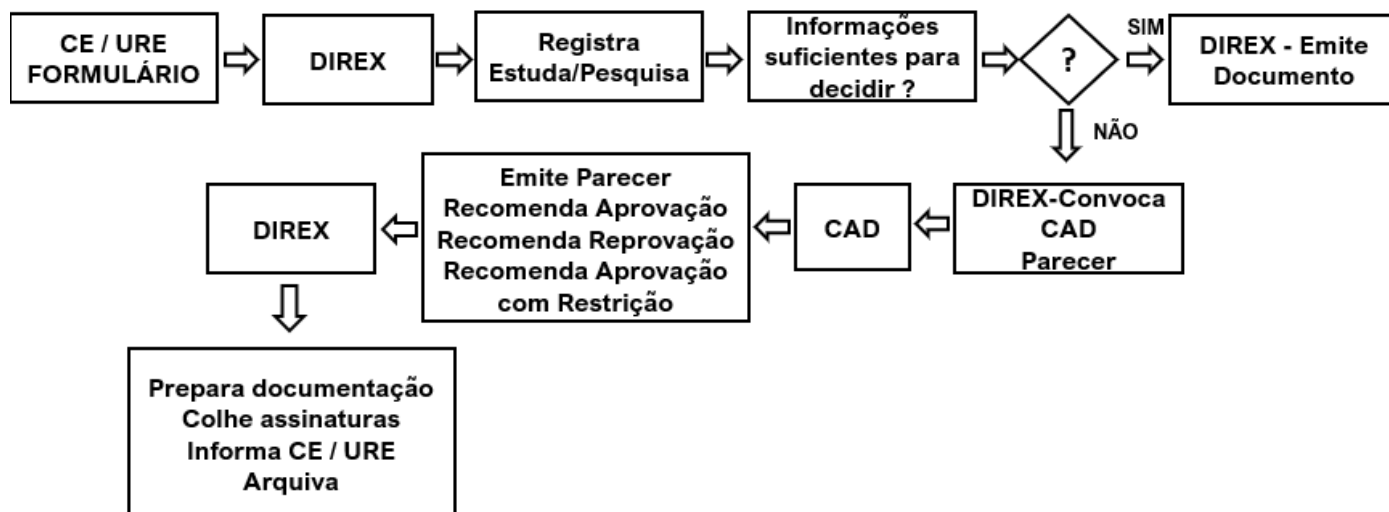 CE / URE
FORMULÁRIO
DIREX
Registra
Estuda/Pesquisa
Informações
suficientes para
decidir ?
?
SIM
DIREX - Emite
Documento
NÃO
DIREX-Convoca
CAD
Parecer
CAD
Emite Parecer
Recomenda Aprovação
Recomenda Reprovação
Recomenda Aprovação
com Restrição
DIREX
Prepara documentação
Colhe assinaturas
Informa CE / URE
Arquiva